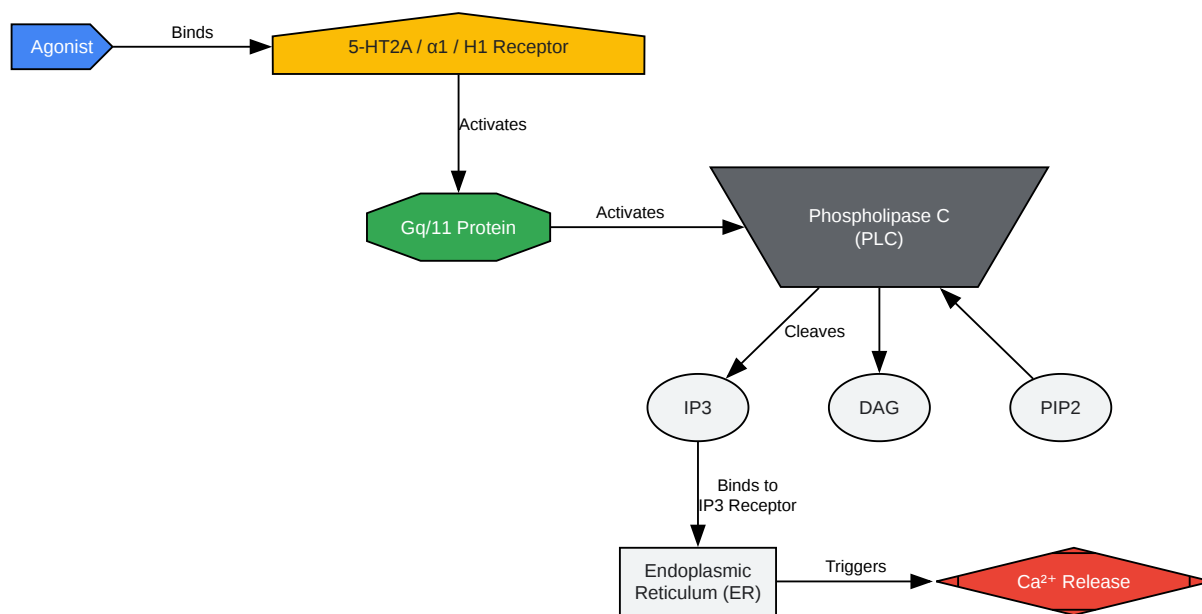 Agonist
Binds
5-HT2A / α1 / H1 Receptor
Activates
Gq/11 Protein
Activates
Phospholipase C
(PLC)
Cleaves
IP3
DAG
PIP2
Binds to
IP3 Receptor
Endoplasmic
Reticulum (ER)
Triggers
Ca²⁺ Release